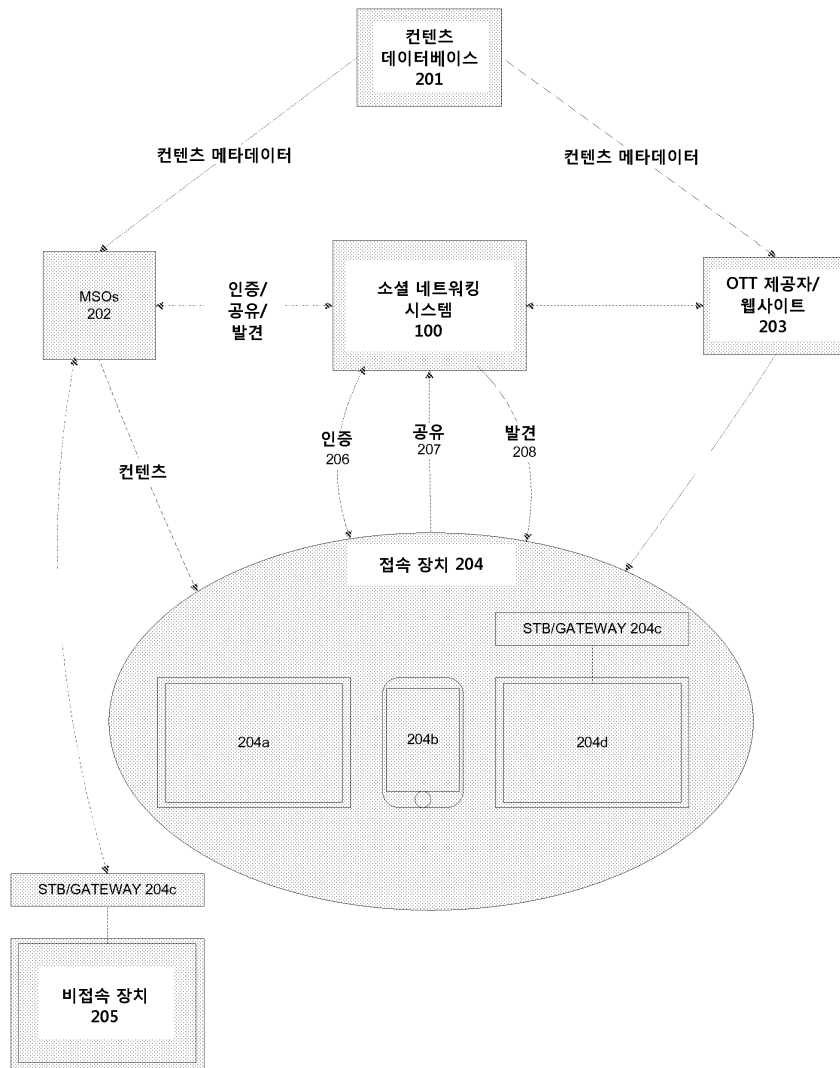 컨텐츠
데이터베이스
201
컨텐츠 메타데이터
컨텐츠 메타데이터
MSOs
202
인증/
공유/
발견
소셜 네트워킹
시스템
100
OTT 제공자/
웹사이트
203
인증
206
공유
207
발견
208
컨텐츠
접속 장치 204
STB/GATEWAY 204c
204a
204b
204d
STB/GATEWAY 204c
비접속 장치
205